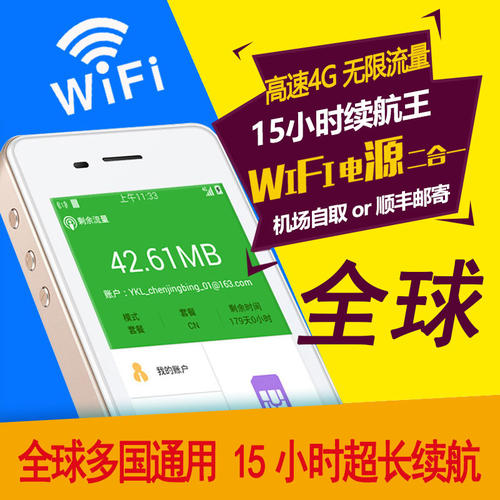 WiFi
高速4G 无限流量
15小时续航王
WIFI电源二合一
机场自取 or 顺丰邮寄
全球
上午11:33
剩余流量
42.61MB
账户：YKL_chenjingbing_01@163.com
模式 套餐 剩余时间
套餐 CN 179天0小时
我的账户
全球多国通用 15小时超长续航